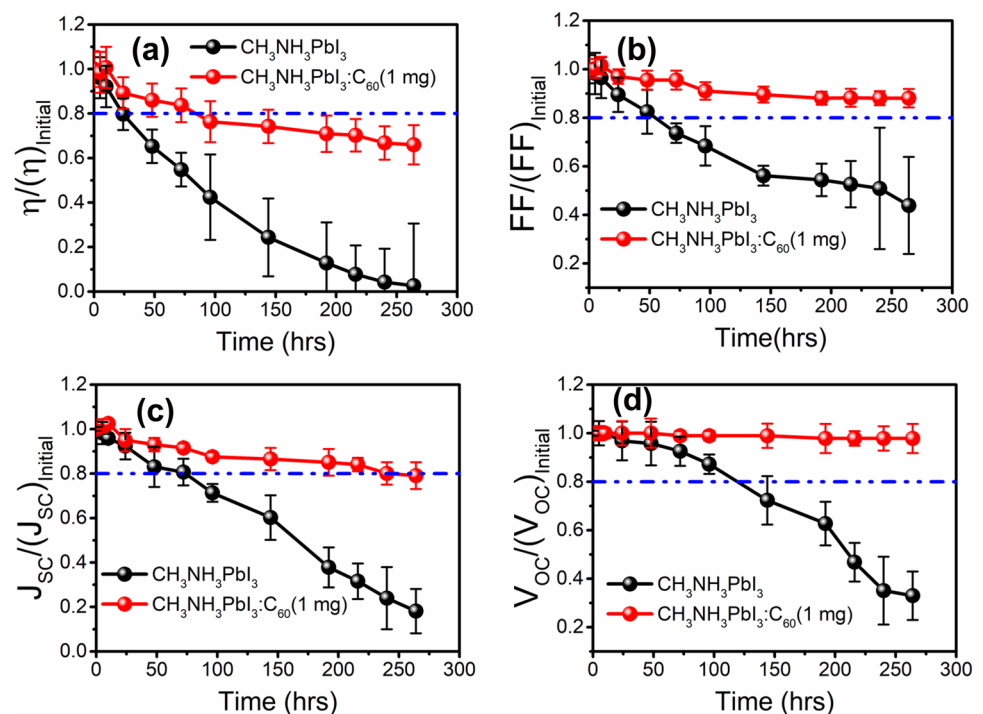 (a)
CH₃NH₃PbI₃
CH₃NH₃PbI₃:C₆₀(1 mg)
η/(η)Initial
1.2
1.0
0.8
0.6
0.4
0.2
0.0
0 50 100 150 200 250 300
Time (hrs)
(b)
CH₃NH₃PbI₃
CH₃NH₃PbI₃:C₆₀(1 mg)
FF/(FF)Initial
1.2
1.0
0.8
0.6
0.4
0.2
0 50 100 150 200 250 300
Time(hrs)
(c)
CH₃NH₃PbI₃
CH₃NH₃PbI₃:C₆₀(1 mg)
JSC/(JSC)Initial
1.2
1.0
0.8
0.6
0.4
0.2
0.0
0 50 100 150 200 250 300
Time (hrs)
(d)
CH₃NH₃PbI₃
CH₃NH₃PbI₃:C₆₀(1 mg)
VOC/(VOC)Initial
1.2
1.0
0.8
0.6
0.4
0.2
0 50 100 150 200 250 300
Time (hrs)